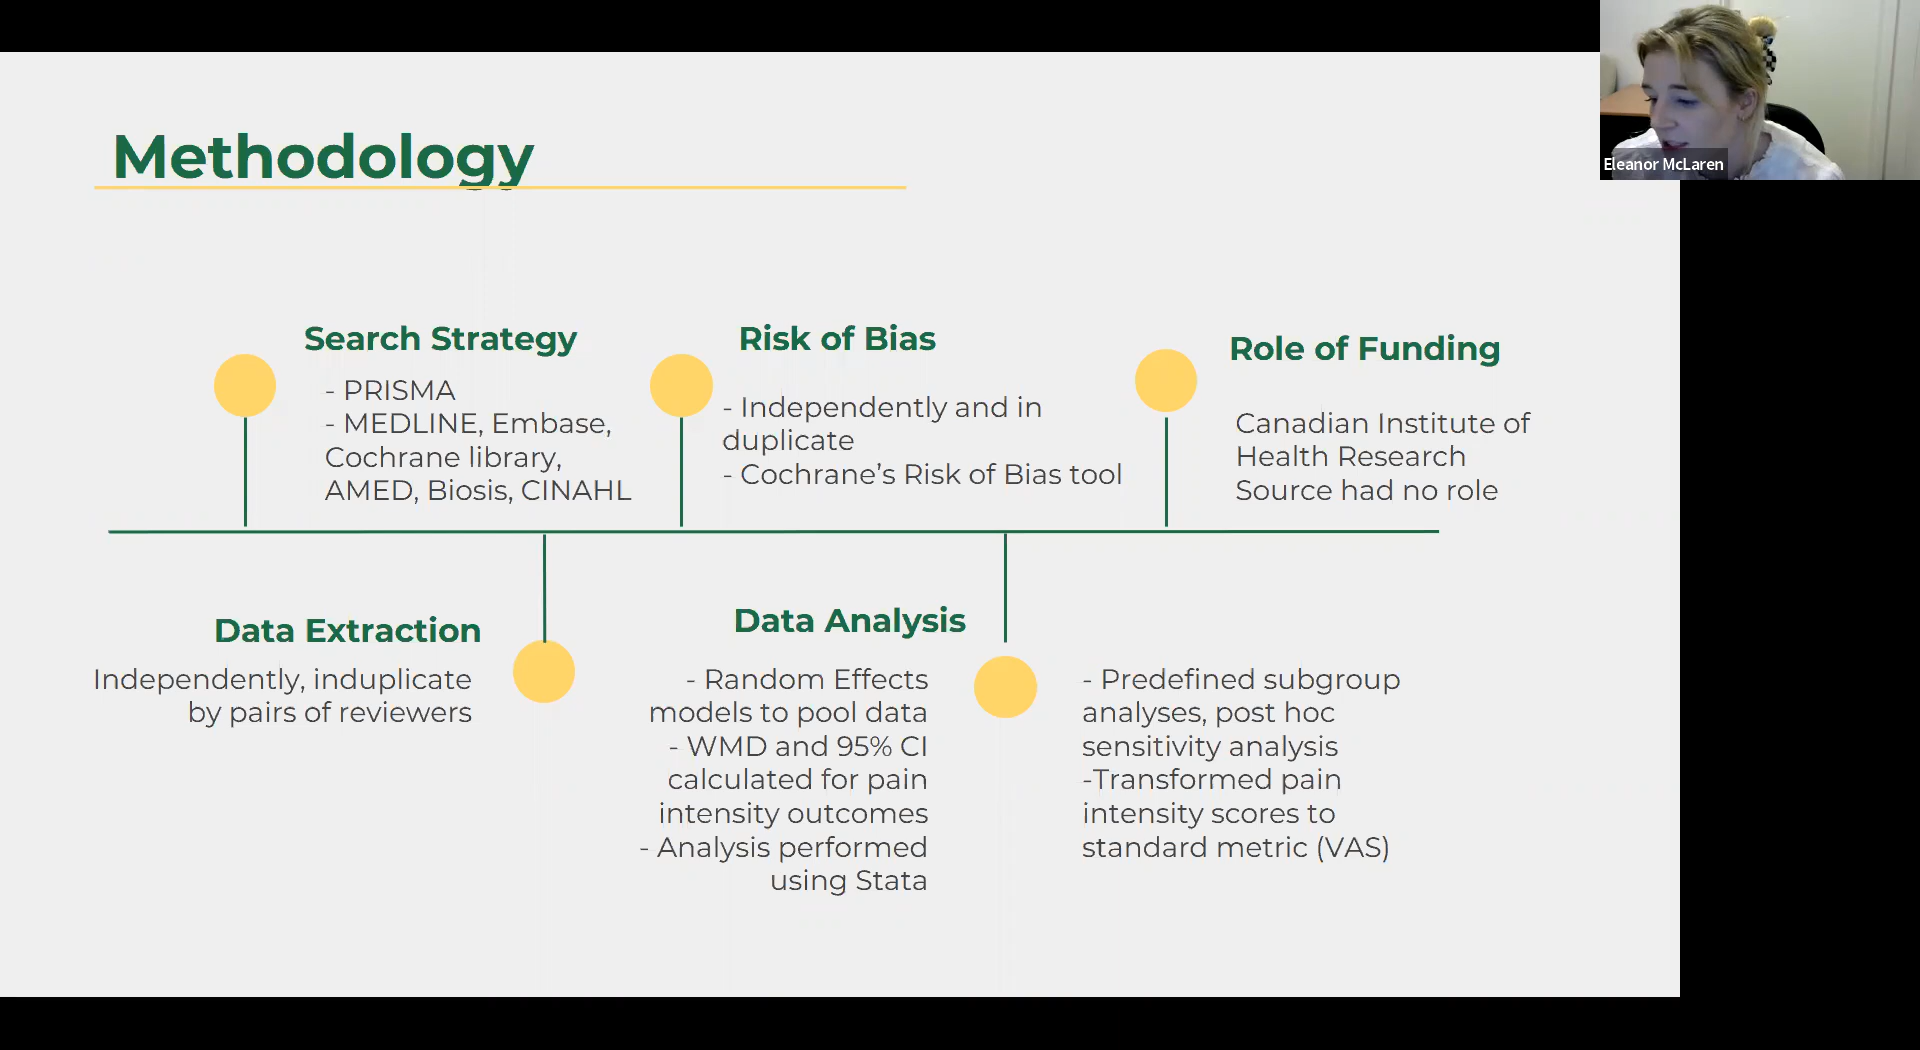 Methodology
Eleanor McLaren
Search Strategy
- PRISMA
- MEDLINE, Embase,
Cochrane library,
AMED, Biosis, CINAHL
Risk of Bias
- Independently and in
duplicate
- Cochrane’s Risk of Bias tool
Role of Funding
Canadian Institute of
Health Research
Source had no role
Data Extraction
Independently, induplicate
by pairs of reviewers
Data Analysis
- Random Effects
models to pool data
- WMD and 95% CI
calculated for pain
intensity outcomes
- Analysis performed
using Stata
- Predefined subgroup
analyses, post hoc
sensitivity analysis
-Transformed pain
intensity scores to
standard metric (VAS)